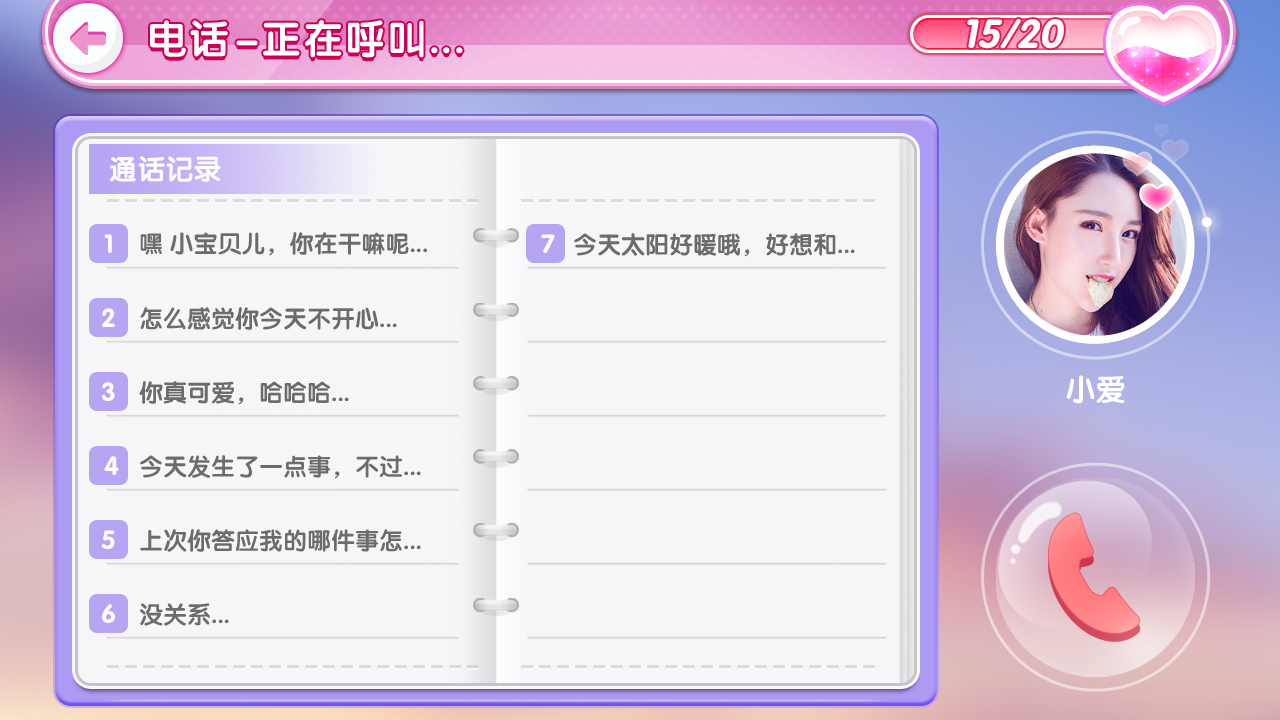 电话-正在呼叫...
15/20
通话记录
1 嘿 小宝贝儿，你在干嘛呢...
2 怎么感觉你今天不开心...
3 你真可爱，哈哈哈...
4 今天发生了一点事，不过...
5 上次你答应我的哪件事怎...
6 没关系...
7 今天太阳好暖哦，好想和...
小爱